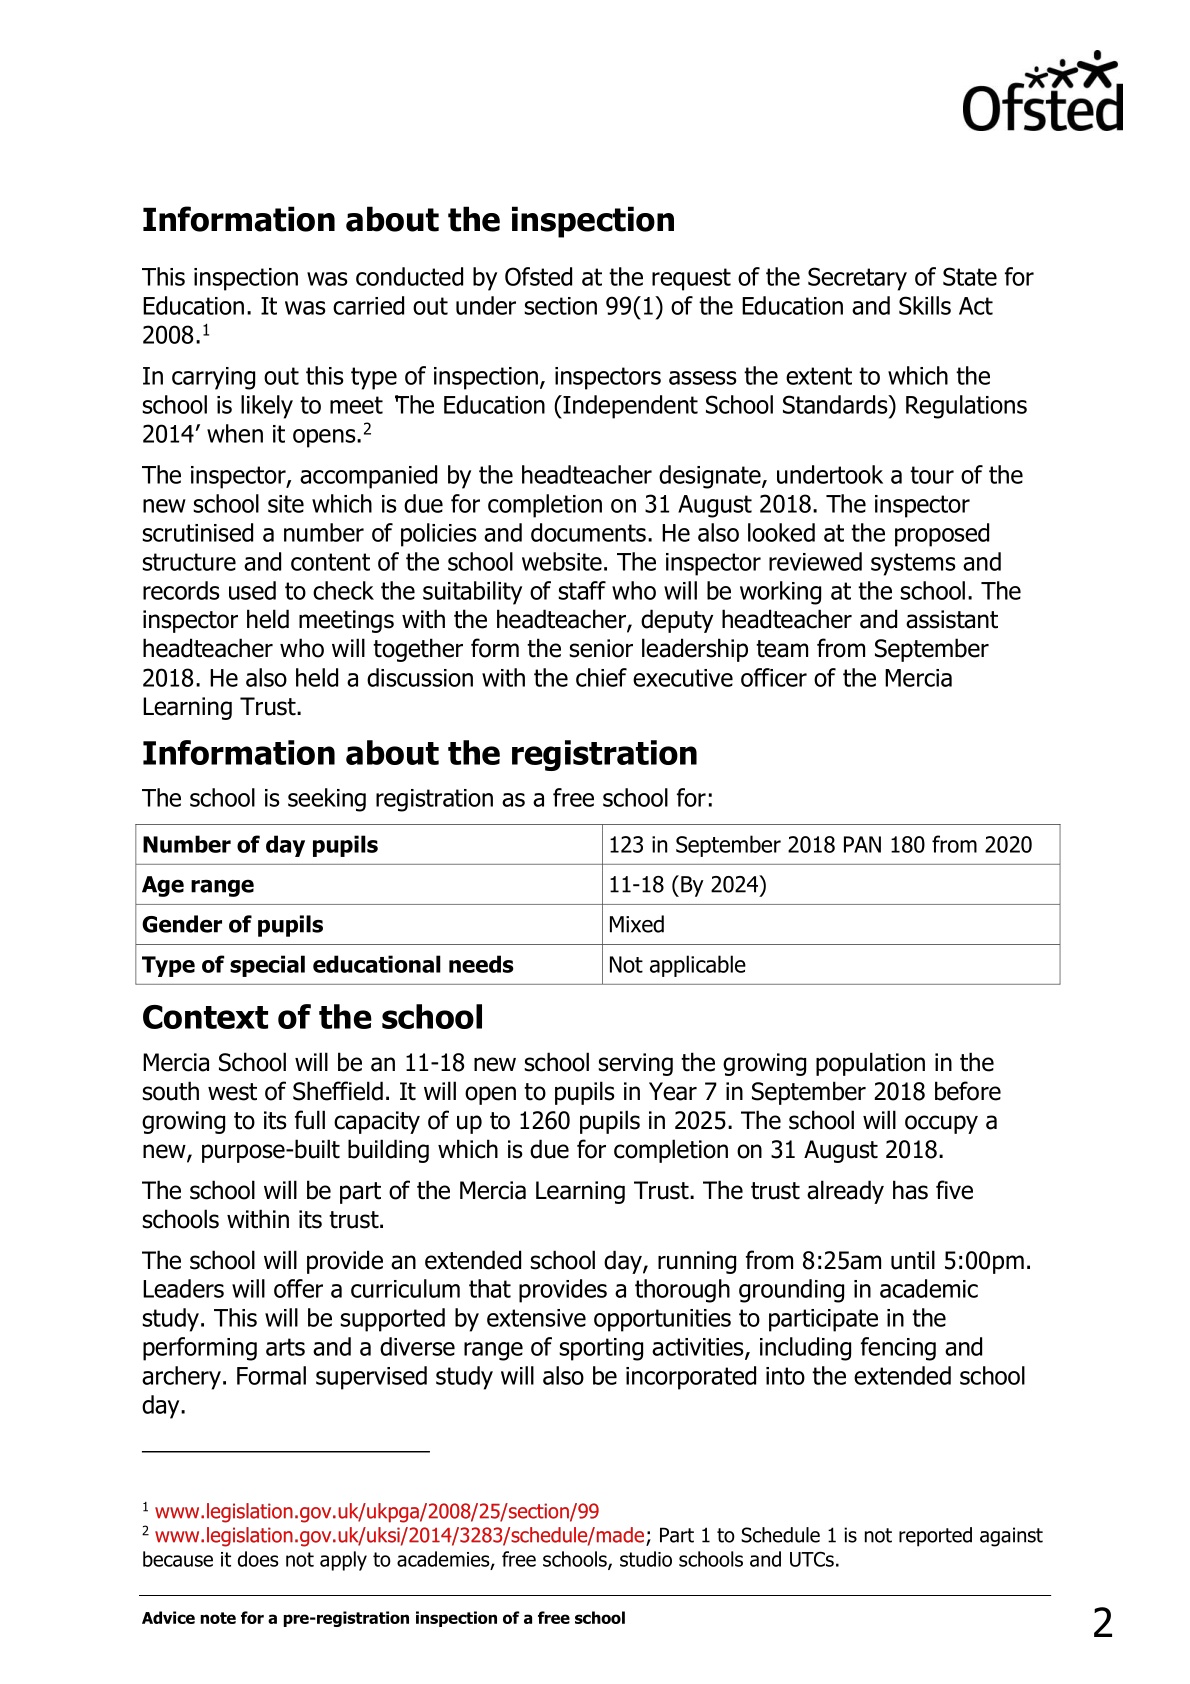 Ofsted
Information about the inspection
This inspection was conducted by Ofsted at the request of the Secretary of State for
Education. It was carried out under section 99(1) of the Education and Skills Act
2008.¹
In carrying out this type of inspection, inspectors assess the extent to which the
school is likely to meet ‘The Education (Independent School Standards) Regulations
2014’ when it opens.²
The inspector, accompanied by the headteacher designate, undertook a tour of the
new school site which is due for completion on 31 August 2018. The inspector
scrutinised a number of policies and documents. He also looked at the proposed
structure and content of the school website. The inspector reviewed systems and
records used to check the suitability of staff who will be working at the school. The
inspector held meetings with the headteacher, deputy headteacher and assistant
headteacher who will together form the senior leadership team from September
2018. He also held a discussion with the chief executive officer of the Mercia
Learning Trust.
Information about the registration
The school is seeking registration as a free school for:
Number of day pupils 123 in September 2018 PAN 180 from 2020
Age range 11-18 (By 2024)
Gender of pupils Mixed
Type of special educational needs Not applicable
Context of the school
Mercia School will be an 11-18 new school serving the growing population in the
south west of Sheffield. It will open to pupils in Year 7 in September 2018 before
growing to its full capacity of up to 1260 pupils in 2025. The school will occupy a
new, purpose-built building which is due for completion on 31 August 2018.
The school will be part of the Mercia Learning Trust. The trust already has five
schools within its trust.
The school will provide an extended school day, running from 8:25am until 5:00pm.
Leaders will offer a curriculum that provides a thorough grounding in academic
study. This will be supported by extensive opportunities to participate in the
performing arts and a diverse range of sporting activities, including fencing and
archery. Formal supervised study will also be incorporated into the extended school
day.
¹ www.legislation.gov.uk/ukpga/2008/25/section/99
² www.legislation.gov.uk/uksi/2014/3283/schedule/made; Part 1 to Schedule 1 is not reported against
because it does not apply to academies, free schools, studio schools and UTCs.
Advice note for a pre-registration inspection of a free school
2